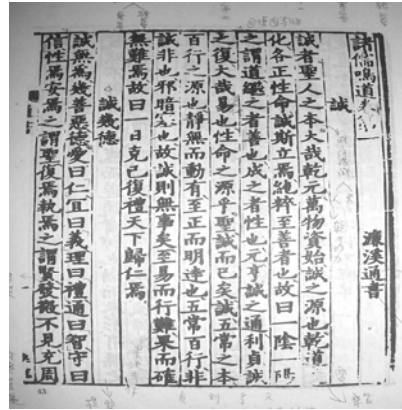 諸儒鳴道卷第一
濂溪通書
誠
誠者聖人之本大哉乾元萬物資始誠之源也乾道
化各正性命誠斯立焉純粹至善者也故曰一陰一陽
之謂道繼之者善也成之者性也元亨誠之通利貞誠
之復大哉易也性命之源乎聖誠而已矣誠五常之本
百行之源也靜無而動有至正而明達也五常百行非
誠非也邪暗塞也故誠則無事矣至易而行難果而確
無難焉故曰一日克己復禮天下歸仁焉
誠幾德
誠無爲幾善惡德愛曰仁宜曰義理曰禮通曰智守曰
信性焉安焉之謂聖復焉執焉之謂賢發微不見充周